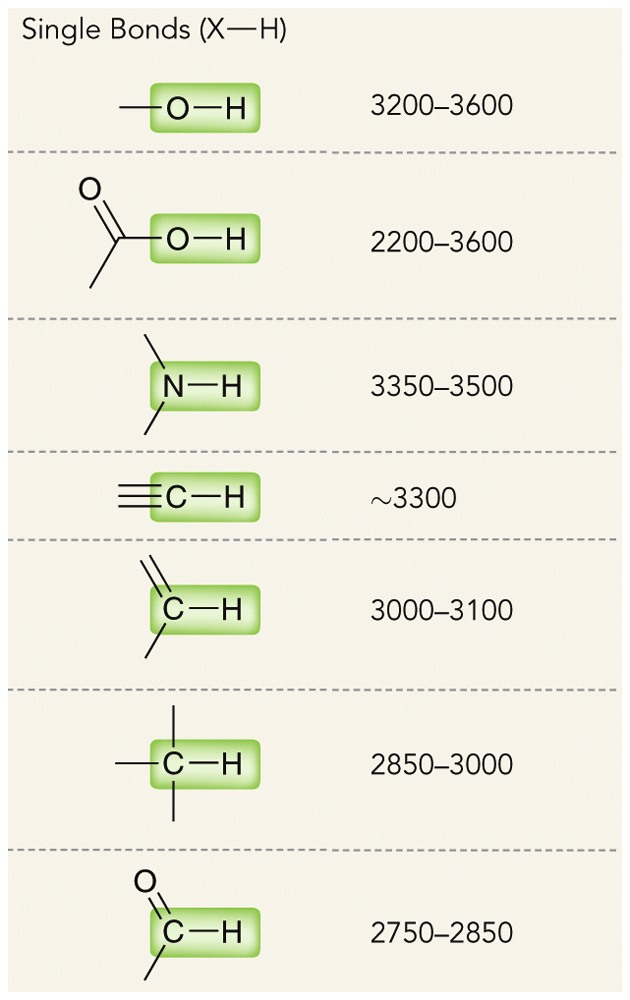 Single Bonds (X—H)
O—H 3200–3600
O
O—H 2200–3600
N—H 3350–3500
C—H ~3300
C—H 3000–3100
C—H 2850–3000
O
C—H 2750–2850